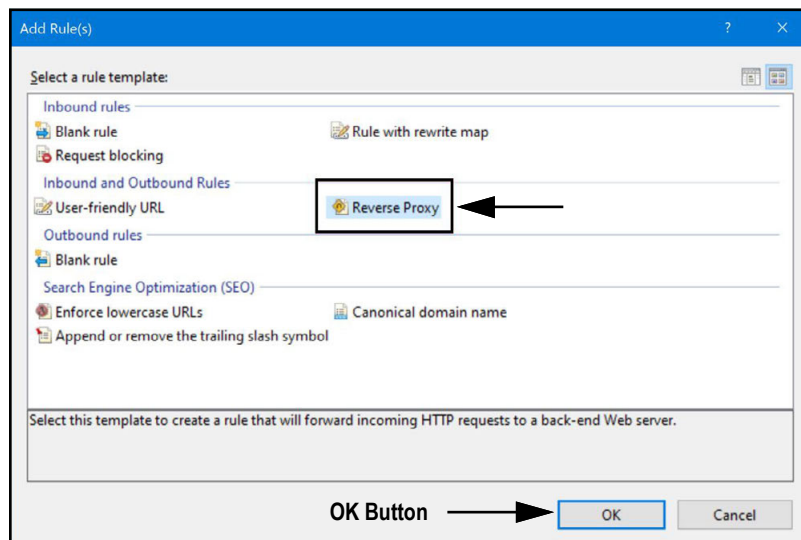 Add Rule(s)
?
×
Select a rule template:
Inbound rules
Blank rule
Rule with rewrite map
Request blocking
Inbound and Outbound Rules
User-friendly URL
Reverse Proxy
Outbound rules
Blank rule
Search Engine Optimization (SEO)
Enforce lowercase URLs
Canonical domain name
Append or remove the trailing slash symbol
Select this template to create a rule that will forward incoming HTTP requests to a back-end Web server.
OK Button
OK
Cancel